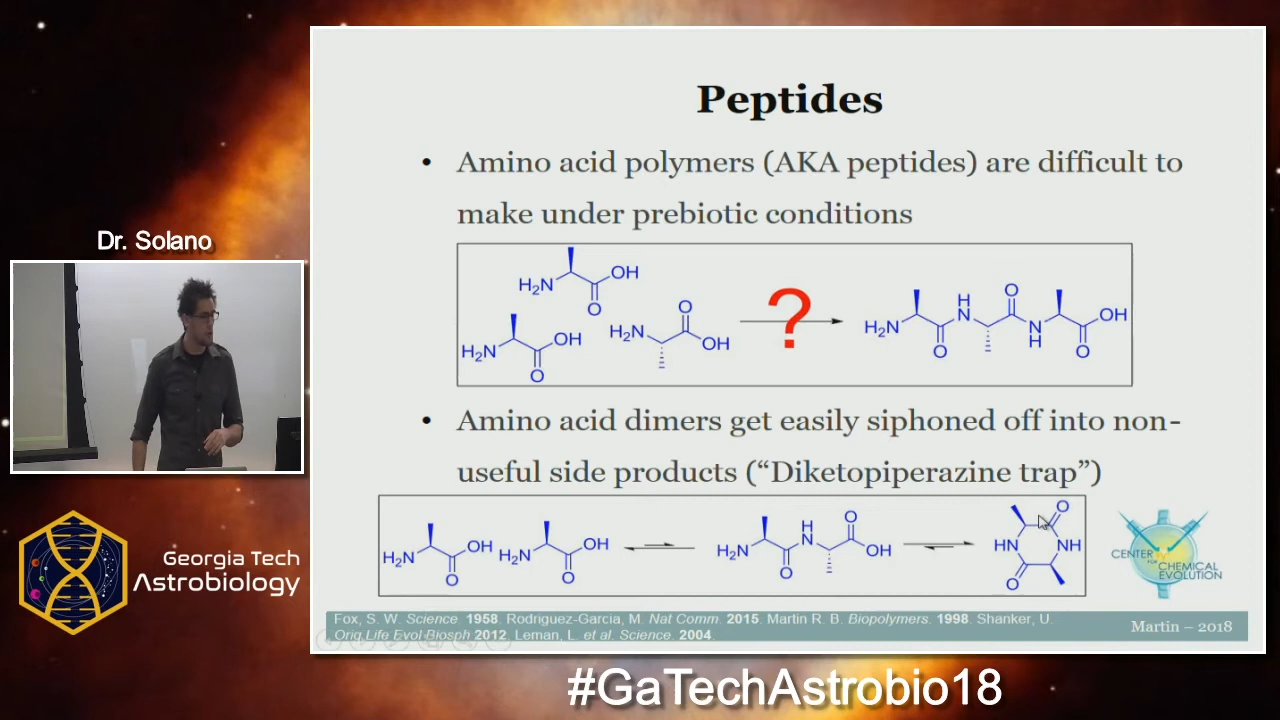 Peptides
• Amino acid polymers (AKA peptides) are difficult to
make under prebiotic conditions
H₂N OH O
H₂N OH O
H₂N O OH
?
H₂N O H N O N H O OH
• Amino acid dimers get easily siphoned off into non-
useful side products (“Diketopiperazine trap”)
H₂N OH O
H₂N OH O
H₂N O H N O OH
O HN NH O
CENTER FOR CHEMICAL EVOLUTION
Fox, S. W. Science. 1958. Rodriguez-Garcia, M. Nat Comm. 2015. Martin R. B. Biopolymers. 1998. Shanker, U.
Orig Life Evol Biosph 2012, Leman, L. et al. Science. 2004.
Martin – 2018
Dr. Solano
Georgia Tech
Astrobiology
#GaTechAstrobio18